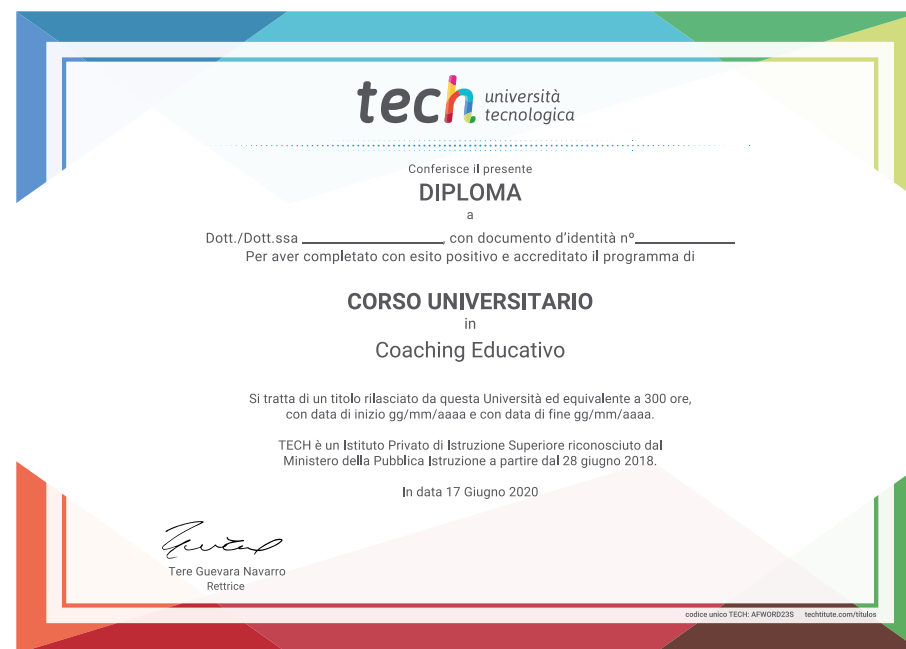 tech università
tecnologica
Conferisce il presente
DIPLOMA
a
Dott./Dott.ssa ________________, con documento d'identità nº____________
Per aver completato con esito positivo e accreditato il programma di
CORSO UNIVERSITARIO
in
Coaching Educativo
Si tratta di un titolo rilasciato da questa Università ed equivalente a 300 ore,
con data di inizio gg/mm/aaaa e con data di fine gg/mm/aaaa.
TECH è un Istituto Privato di Istruzione Superiore riconosciuto dal
Ministero della Pubblica Istruzione a partire dal 28 giugno 2018.
In data 17 Giugno 2020
Tere Guevara Navarro
Rettrice
codice unico TECH: AFWORD23S techtitute.com/titulos